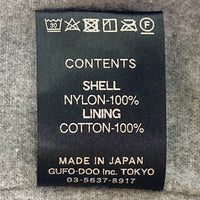 CONTENTS
SHELL
NYLON-100%
LINING
COTTON-100%
MADE IN JAPAN
GUFO-DOO Inc. TOKYO
03-5637-8917